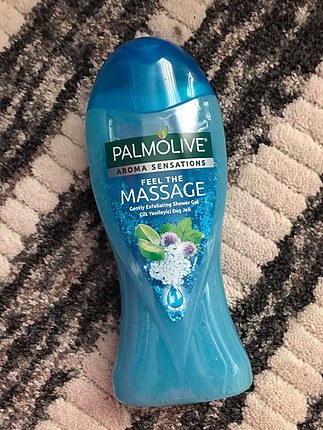 PALMOLIVE
AROMA SENSATIONS
FEEL THE
MASSAGE
Gently Exfoliating Shower Gel
Cilt Yenileyici Duş Jeli